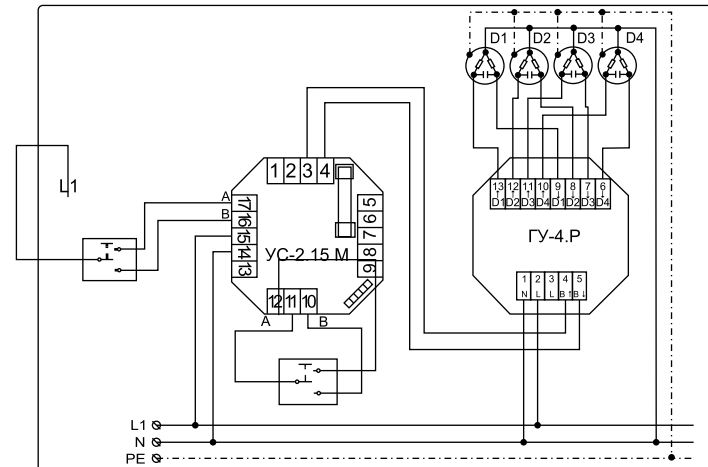 D1 D2 D3 D4
1 2 3 4
L1
A
B
17
16
15
14
13
5
6
7
8
9
УС-2.15 М
12 11 10
A B
13 12 11 10 9 8 7 6
↑D1 ↑D2 ↑D3 ↑D4 ↓D1 ↓D2 ↓D3 ↓D4
ГУ-4.Р
1 2 3 4 5
N L L B↑ B↓
L1
N
PE